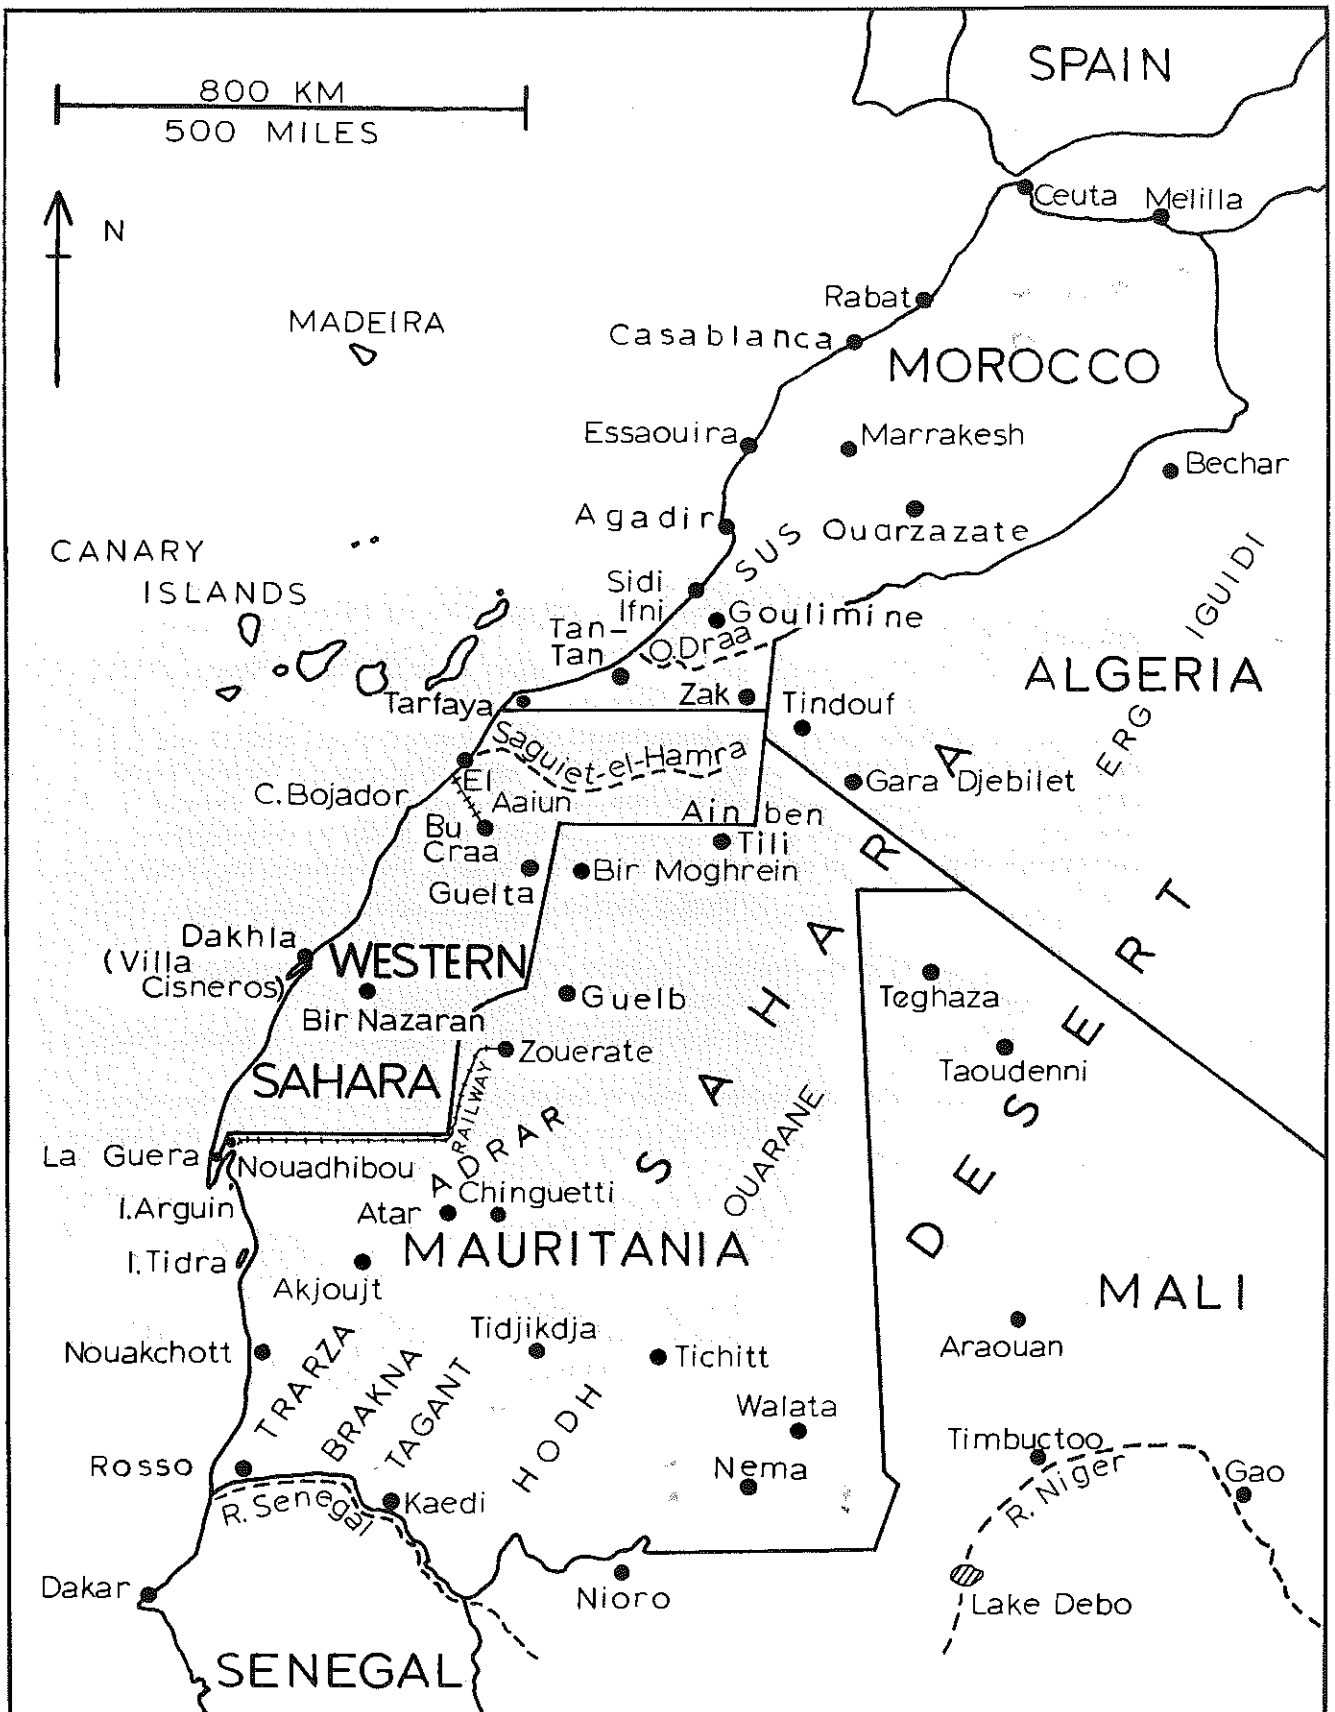 SPAIN
800 KM
500 MILES
N
Ceuta
Melilla
MADEIRA
Rabat
Casablanca
MOROCCO
Essaouira
Marrakesh
Bechar
Agadir
SUS
Ouarzazate
CANARY
ISLANDS
Sidi
Ifni
Goulimine
Tan-
Tan
O.Draa
ERG IGUIDI
ALGERIA
Tarfaya
Zak
Tindouf
Saguiet-el-Hamra
El
Aaiun
C.Bojador
Gara Djebilet
Bu
Craa
Ain ben
Tili
Guelta
Bir Moghrein
SAHARA
DESERT
Dakhla
(Villa
Cisneros)
WESTERN
SAHARA
Bir Nazaran
Guelb
Teghaza
Zouerate
Taoudenni
RAILWAY
ADRAR
OUARANE
La Guera
Nouadhibou
I.Arguin
Atar
Chinguetti
I.Tidra
MAURITANIA
Akjoujt
MALI
Nouakchott
TRARZA
BRAKNA
TAGANT
Tidjikdja
Tichitt
Araouan
HODH
Walata
Rosso
Nema
Timbuctoo
R. Niger
Gao
R. Senegal
Kaedi
Dakar
Nioro
Lake Debo
SENEGAL